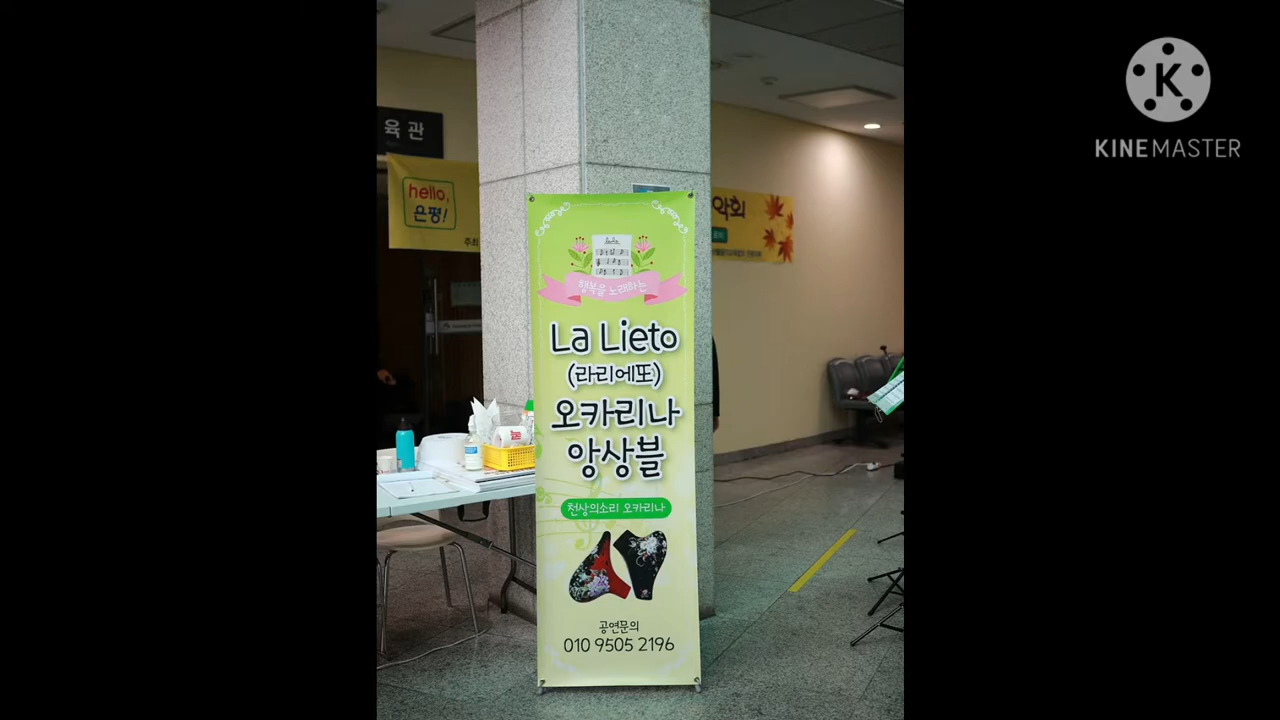 육관
hello,
은평!
주최
악회
행복을 노래하는
La Lieto
(라리에또)
오카리나
앙상블
천상의소리 오카리나
공연문의
010 9505 2196
K
KINEMASTER